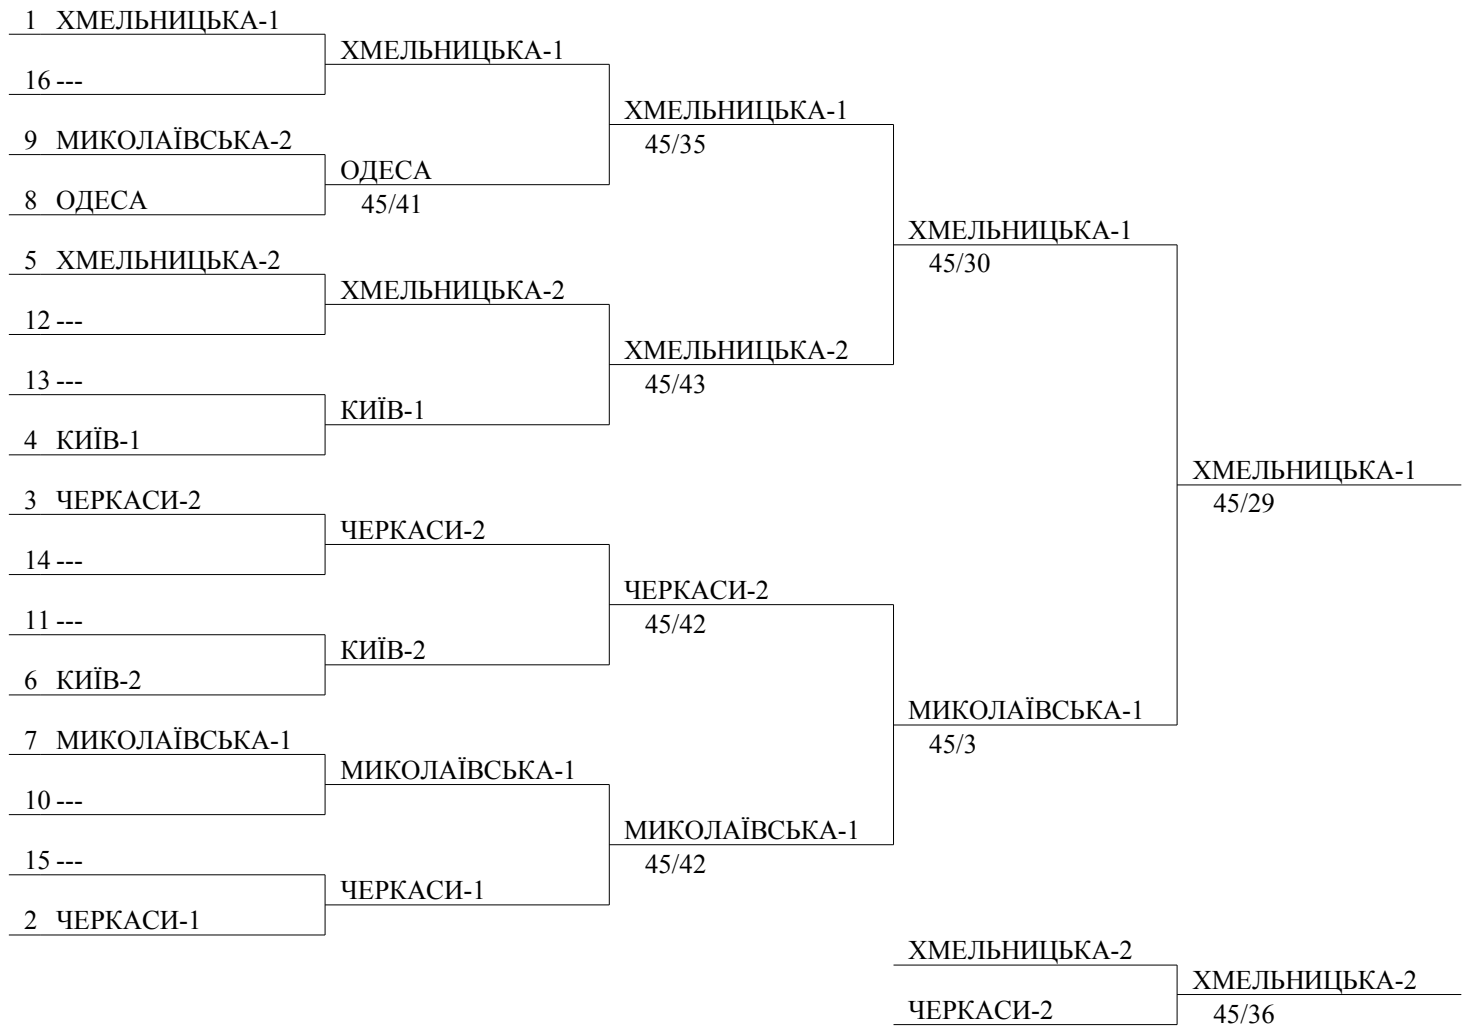 1 ХМЕЛЬНИЦЬКА-1
ХМЕЛЬНИЦЬКА-1
16 ---
ХМЕЛЬНИЦЬКА-1
45/35
9 МИКОЛАЇВСЬКА-2
ОДЕСА
45/41
8 ОДЕСА
ХМЕЛЬНИЦЬКА-1
45/30
5 ХМЕЛЬНИЦЬКА-2
ХМЕЛЬНИЦЬКА-2
12 ---
ХМЕЛЬНИЦЬКА-2
45/43
13 ---
КИЇВ-1
4 КИЇВ-1
ХМЕЛЬНИЦЬКА-1
45/29
3 ЧЕРКАСИ-2
ЧЕРКАСИ-2
14 ---
ЧЕРКАСИ-2
45/42
11 ---
КИЇВ-2
6 КИЇВ-2
МИКОЛАЇВСЬКА-1
45/3
7 МИКОЛАЇВСЬКА-1
МИКОЛАЇВСЬКА-1
10 ---
МИКОЛАЇВСЬКА-1
45/42
15 ---
ЧЕРКАСИ-1
2 ЧЕРКАСИ-1
ХМЕЛЬНИЦЬКА-2
ХМЕЛЬНИЦЬКА-2
ЧЕРКАСИ-2
45/36